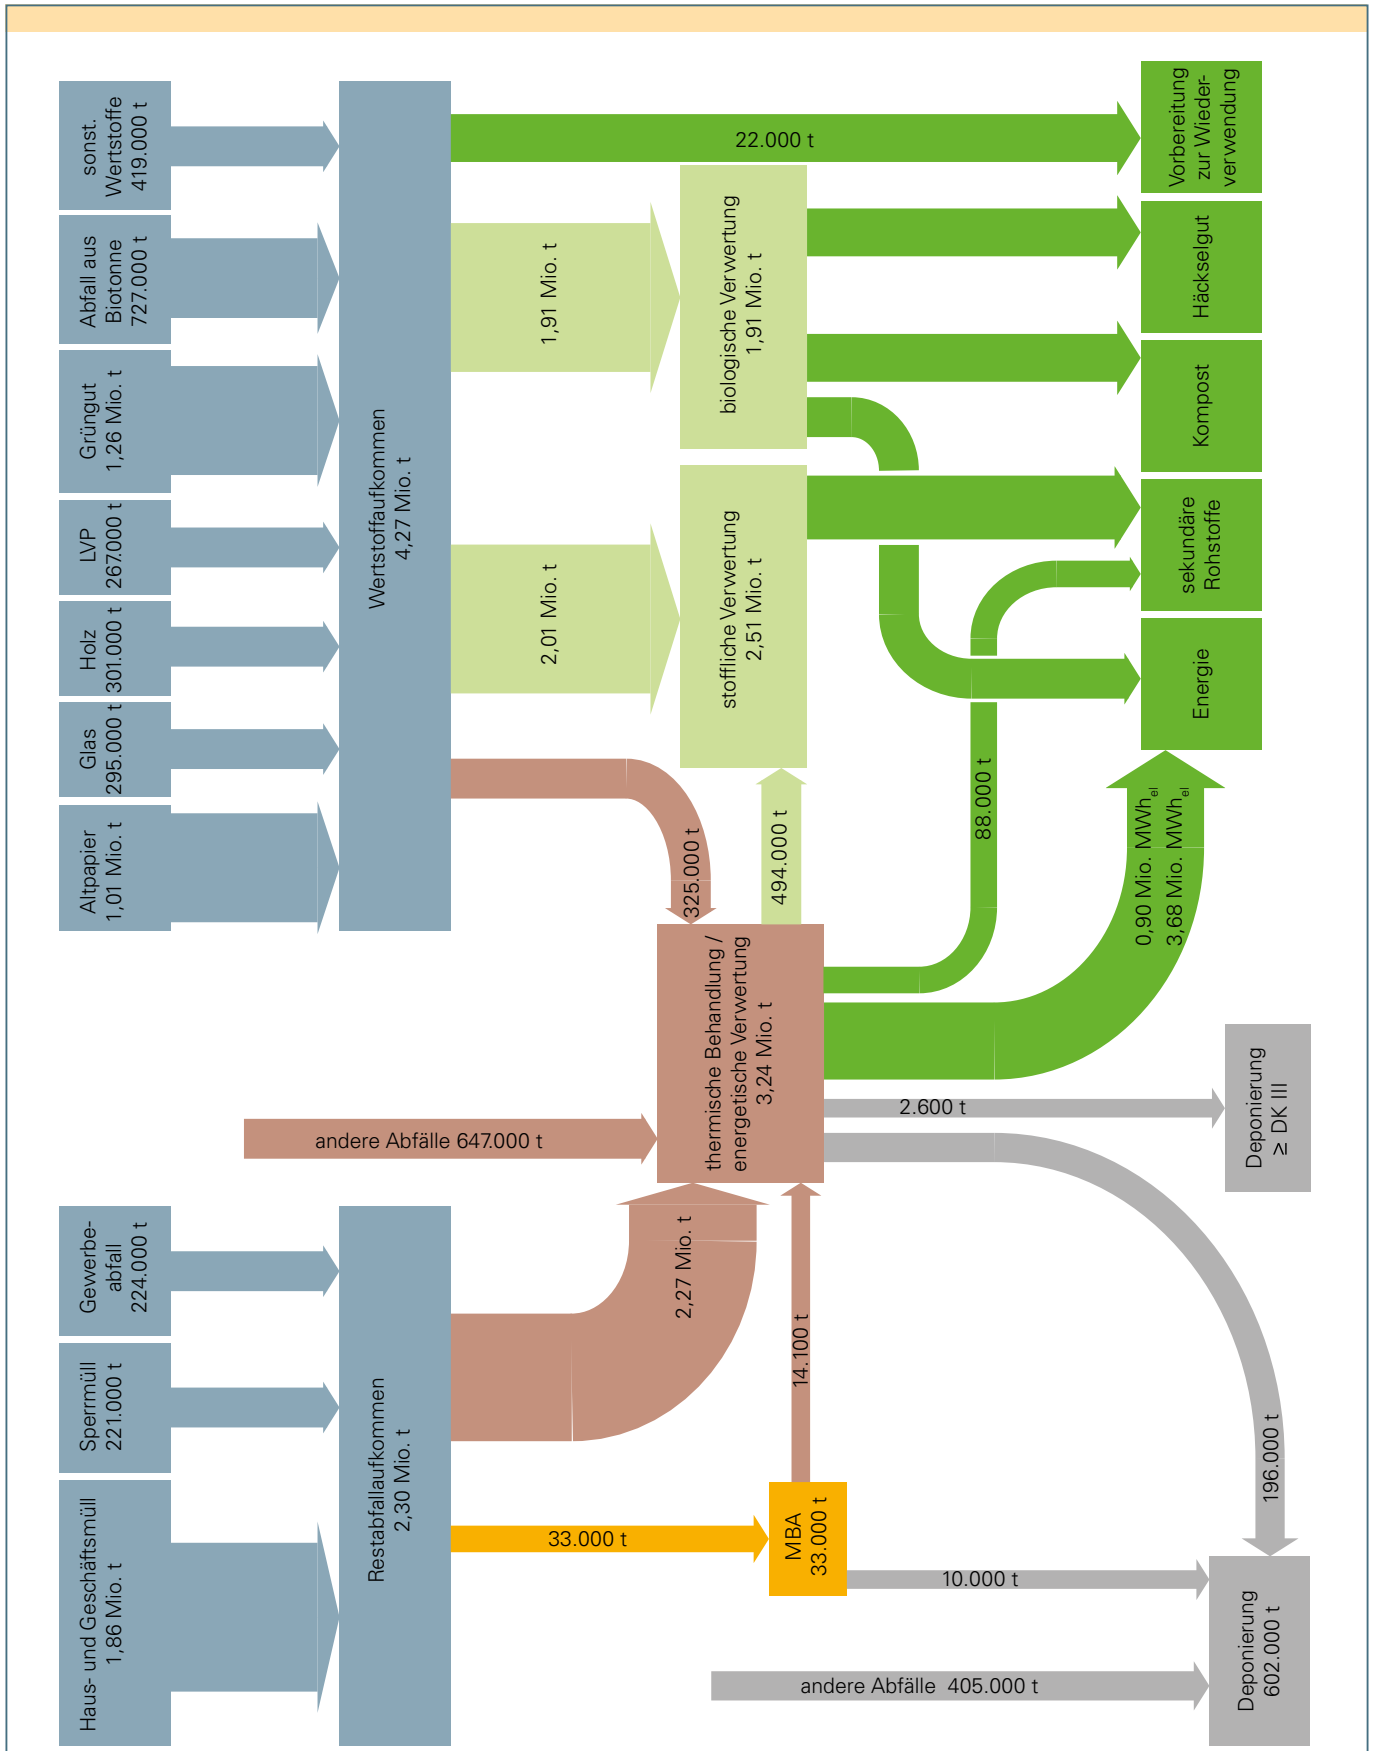 Haus- und Geschäftsmüll
1,86 Mio. t
Sperrmüll
221.000 t
Gewerbe-
abfall
224.000 t
Altpapier
1,01 Mio. t
Glas
295.000 t
Holz
301.000 t
LVP
267.000 t
Grüngut
1,26 Mio. t
Abfall aus
Biotonne
727.000 t
sonst.
Wertstoffe
419.000 t
Restabfallaufkommen
2,30 Mio. t
Wertstoffaufkommen
4,27 Mio. t
andere Abfälle 647.000 t
33.000 t
2,27 Mio. t
325.000 t
2,01 Mio. t
1,91 Mio. t
22.000 t
MBA
33.000 t
14.100 t
thermische Behandlung /
energetische Verwertung
3,24 Mio. t
494.000 t
stoffliche Verwertung
2,51 Mio. t
biologische Verwertung
1,91 Mio. t
andere Abfälle 405.000 t
10.000 t
196.000 t
2.600 t
88.000 t
0,90 Mio. MWhel
3,68 Mio. MWhel
Deponierung
602.000 t
Deponierung
≥ DK III
Energie
sekundäre
Rohstoffe
Kompost
Häckselgut
Vorbereitung
zur Wieder-
verwendung